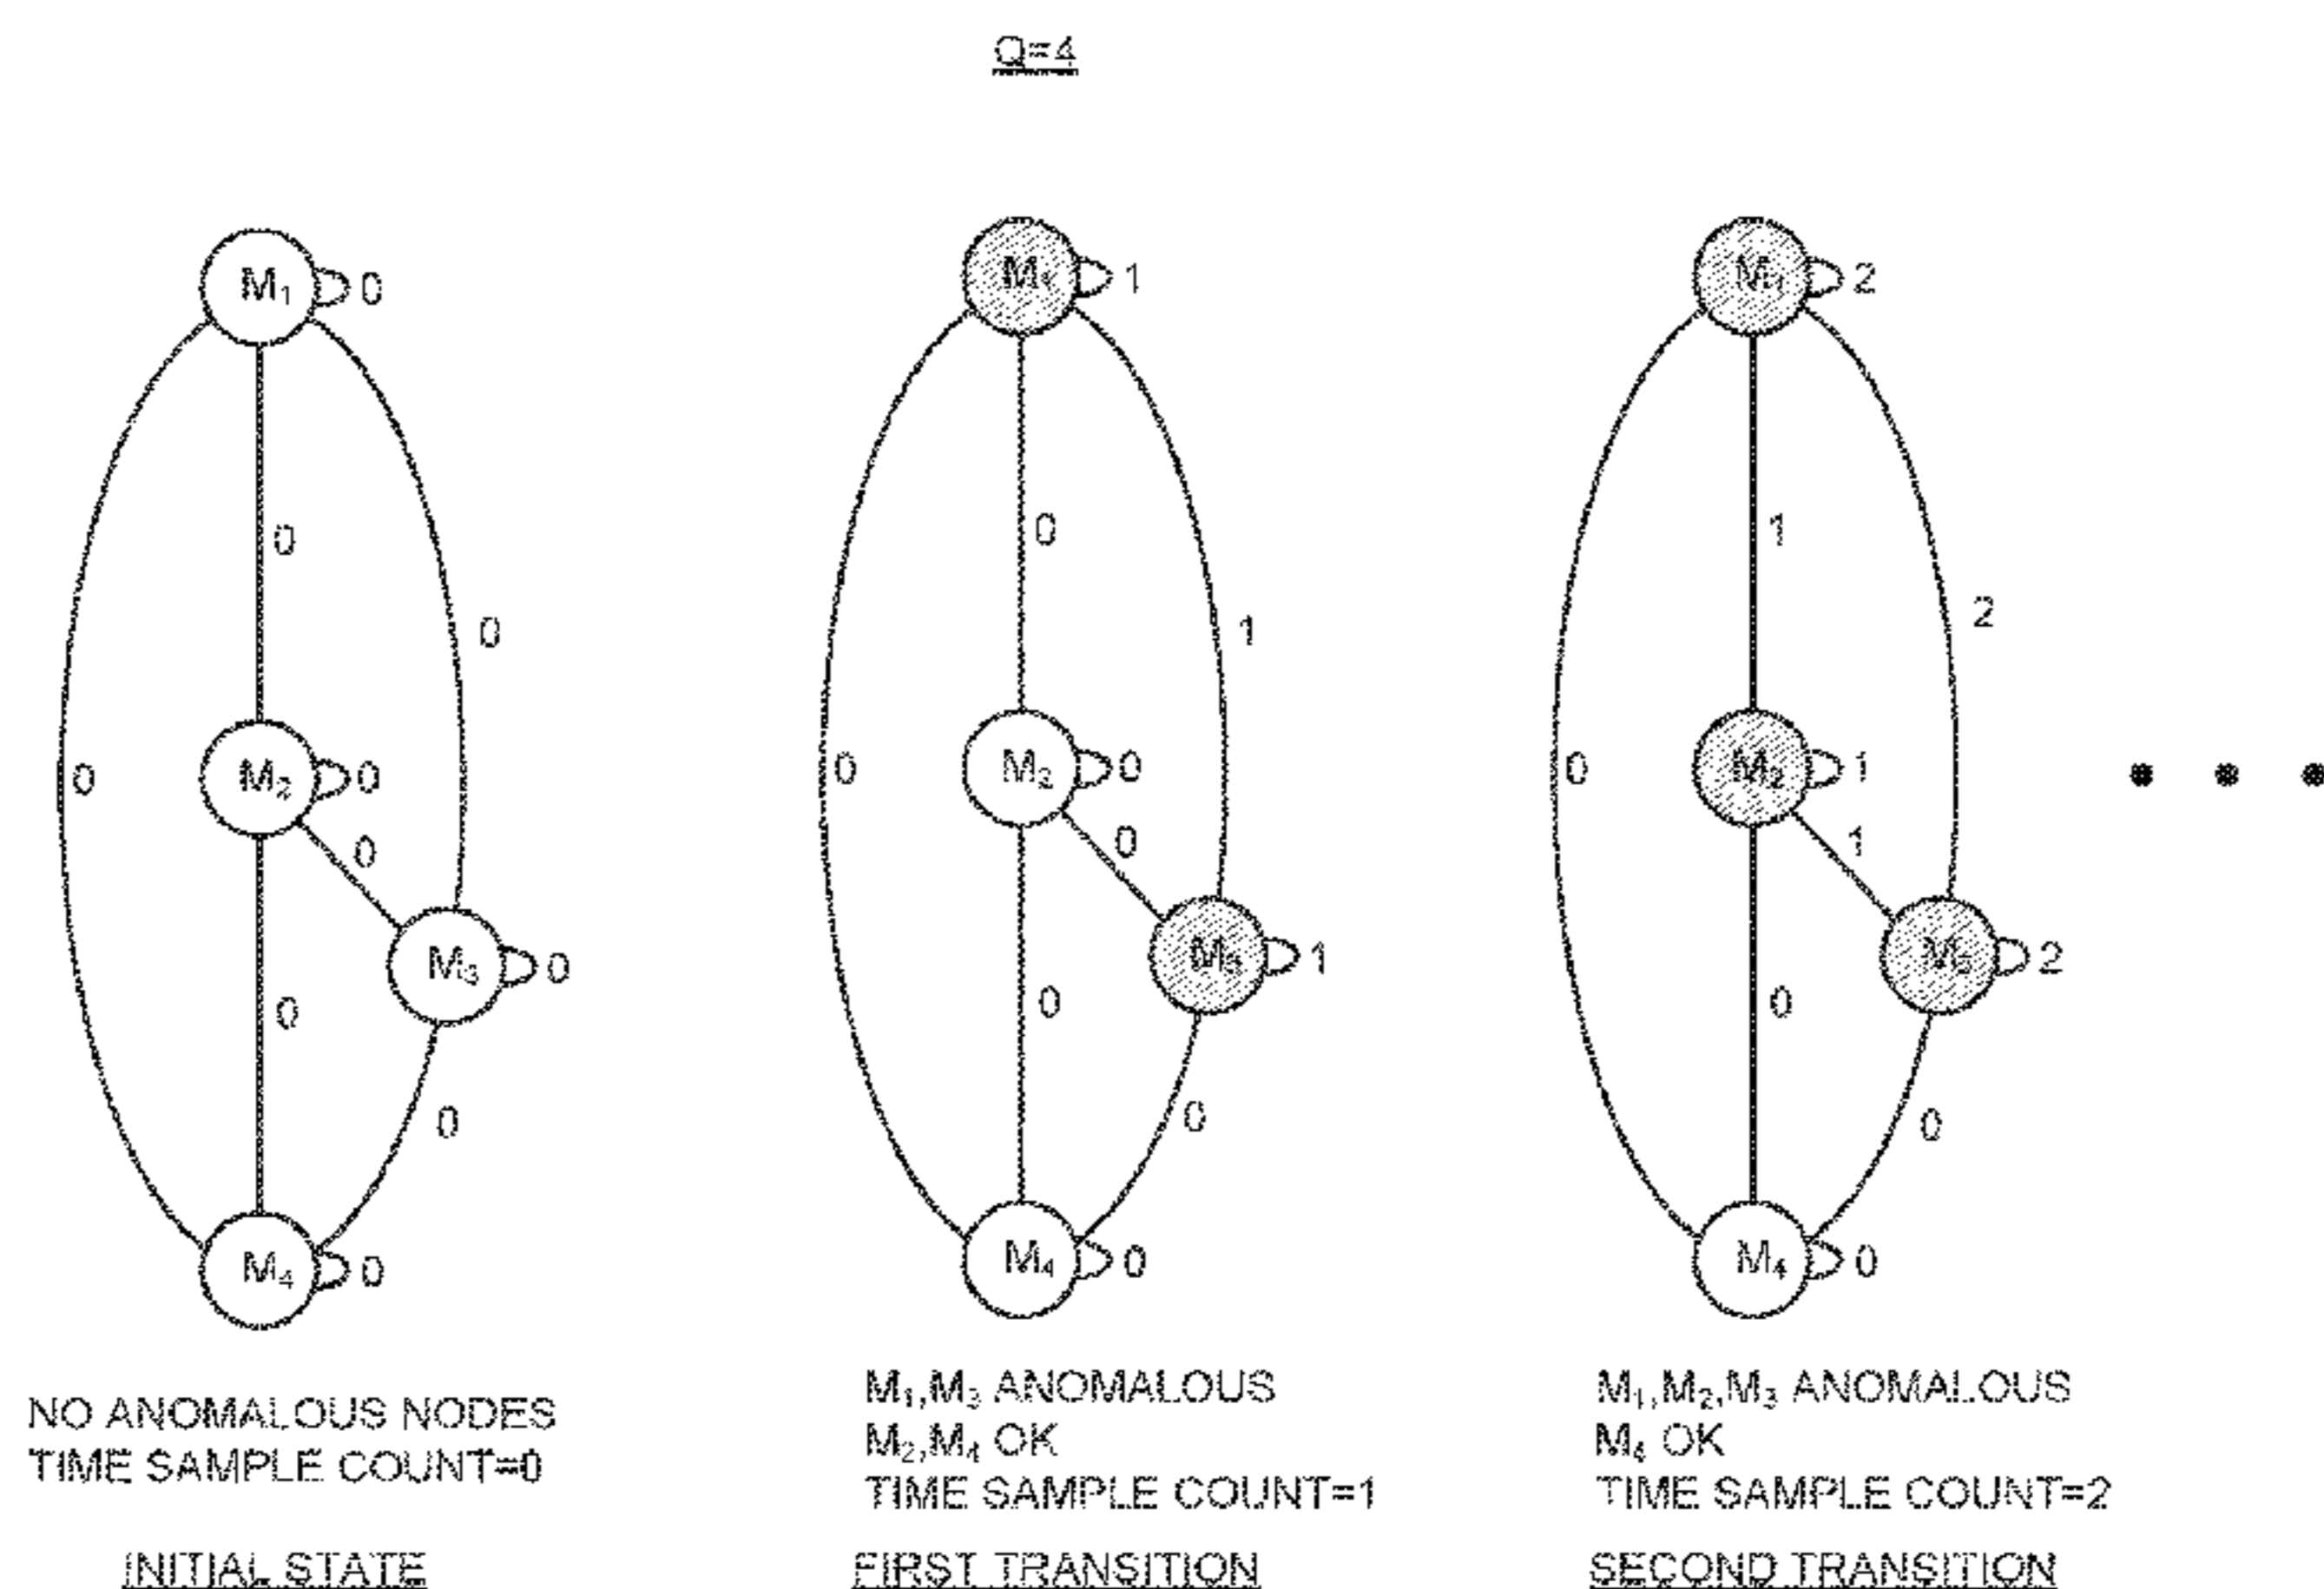 Q=4
M₁ 0
0
0
0
M₂ 0
0
M₃ 0
0
0
M₄ 0
NO ANOMALOUS NODES
TIME SAMPLE COUNT=0
INITIAL STATE
M₁ 1
0
1
0
M₂ 0
0
M₃ 1
0
0
M₄ 0
M₁,M₃ ANOMALOUS
M₂,M₄ OK
TIME SAMPLE COUNT=1
FIRST TRANSITION
M₁ 2
1
2
0
M₂ 1
1
M₃ 2
0
0
M₄ 0
M₁,M₂,M₃ ANOMALOUS
M₄ OK
TIME SAMPLE COUNT=2
SECOND TRANSITION